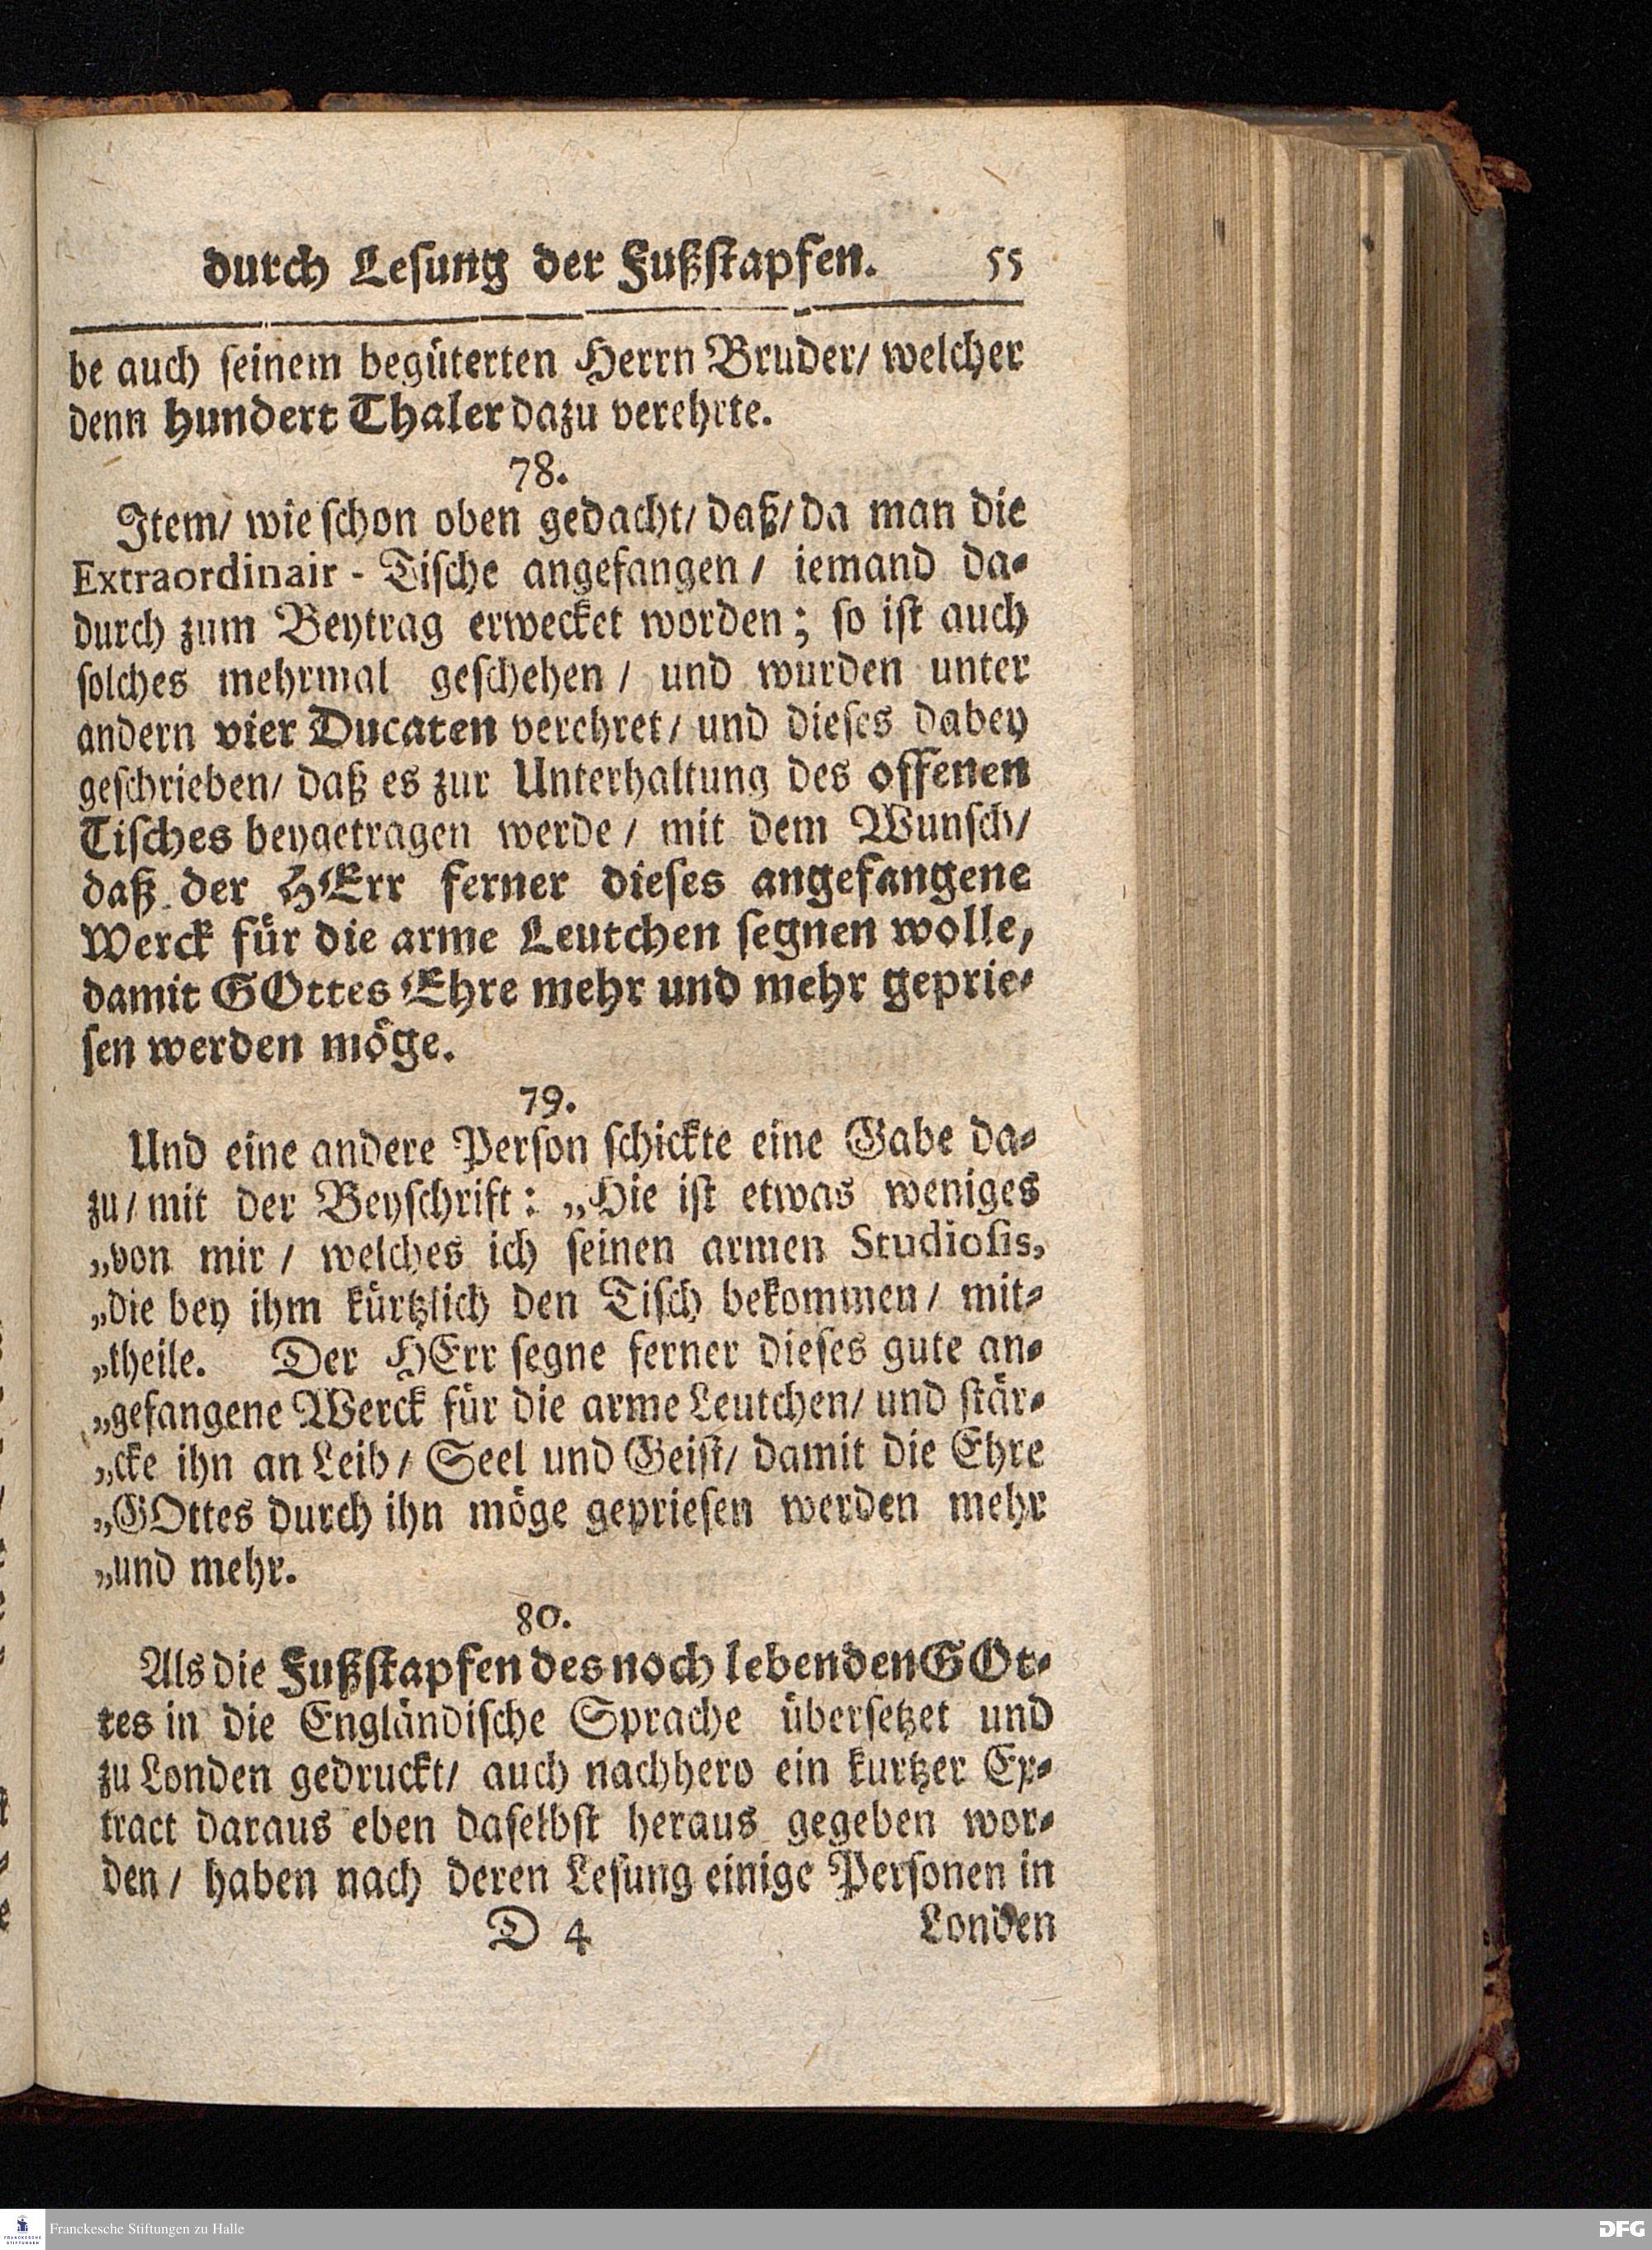 durch Lesung der Fußstapfen. 55
be auch seinem begüterten Herrn Bruder/ welcher
denn hundert Thaler dazu verehrte.
78.
Item/ wie schon oben gedacht/ daß/ da man die
Extraordinair - Tische angefangen / iemand da-
durch zum Beytrag erwecket worden; so ist auch
solches mehrmal geschehen / und wurden unter
andern vier Ducaten verehret/ und dieses dabey
geschrieben/ daß es zur Unterhaltung des offenen
Tisches beygetragen werde / mit dem Wunsch/
daß der HErr ferner dieses angefangene
Werck für die arme Leutchen segnen wolle,
damit GOttes Ehre mehr und mehr geprie-
sen werden möge.
79.
Und eine andere Person schickte eine Gabe da-
zu / mit der Beyschrift: „Hie ist etwas weniges
„von mir / welches ich seinen armen Studiosis,
„die bey ihm kürtzlich den Tisch bekommen / mit-
„theile. Der HErr segne ferner dieses gute an-
„gefangene Werck für die arme Leutchen/ und stär-
„cke ihn an Leib / Seel und Geist/ damit die Ehre
„GOttes durch ihn möge gepriesen werden mehr
„und mehr.
80.
Als die Fußstapfen des noch lebenden GOt-
tes in die Engländische Sprache übersetzet und
zu Londen gedruckt/ auch nachhero ein kurtzer Ex-
tract daraus eben daselbst heraus gegeben wor-
den / haben nach deren Lesung einige Personen in
D 4 Londen
Franckesche Stiftungen zu Halle
DFG